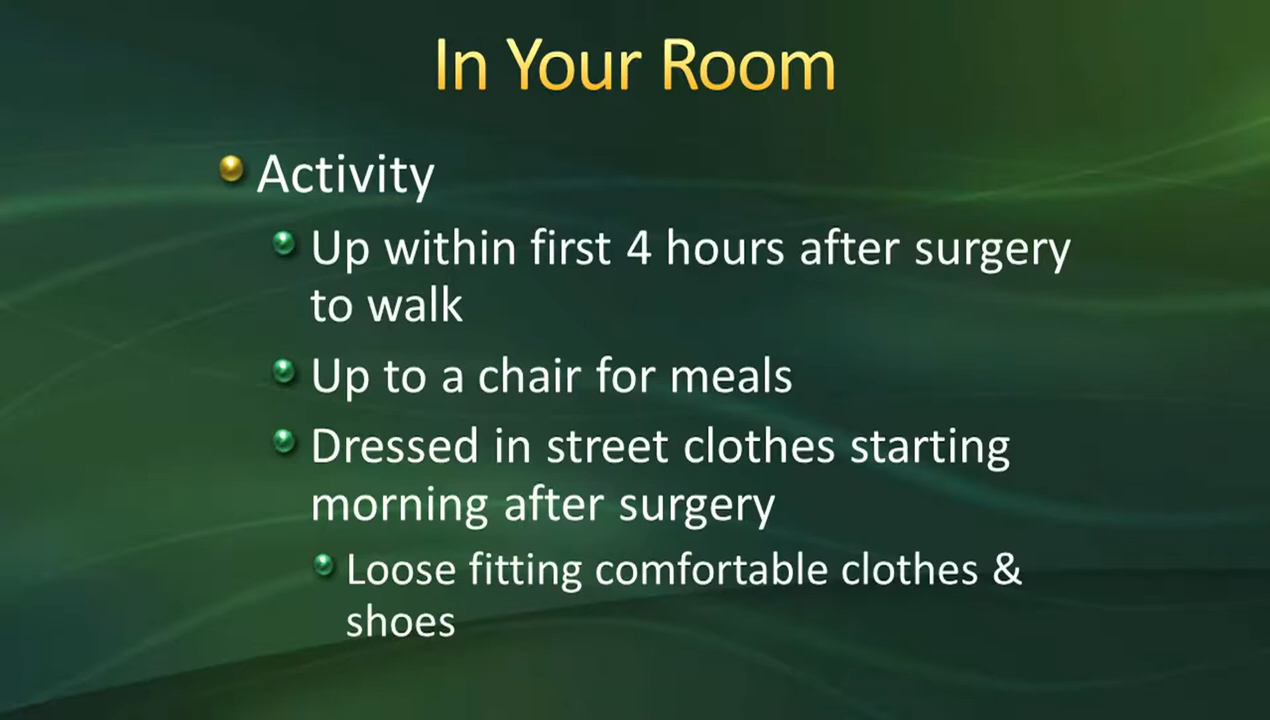 In Your Room
Activity
Up within first 4 hours after surgery
to walk
Up to a chair for meals
Dressed in street clothes starting
morning after surgery
Loose fitting comfortable clothes &
shoes